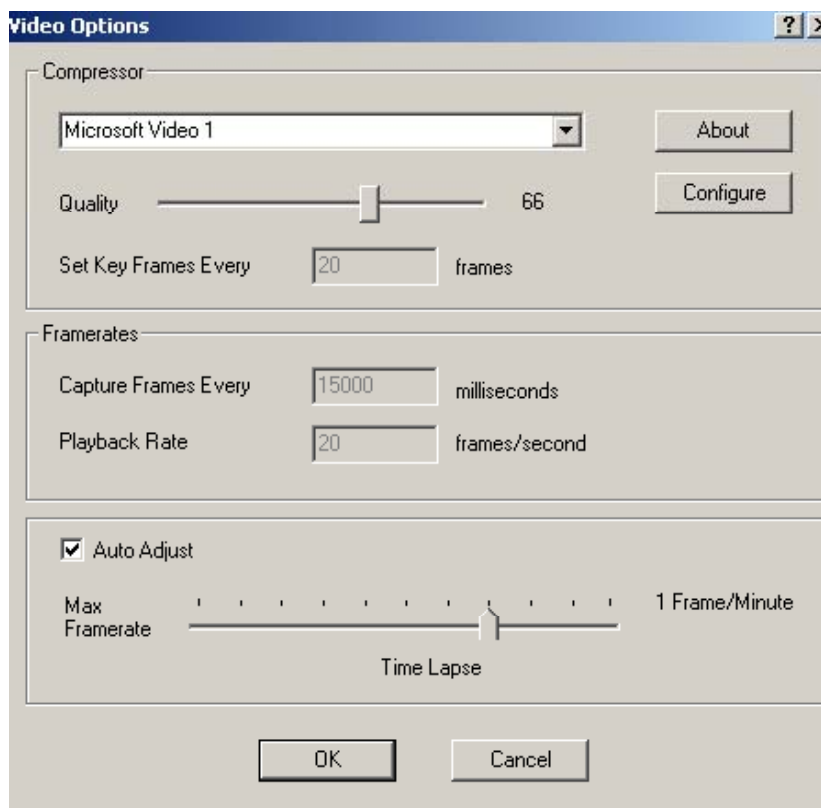 Video Options
Compressor
Microsoft Video 1
About
Quality
66
Configure
Set Key Frames Every 20 frames
Framerates
Capture Frames Every 15000 milliseconds
Playback Rate 20 frames/second
Auto Adjust
Max
Framerate
1 Frame/Minute
Time Lapse
OK
Cancel